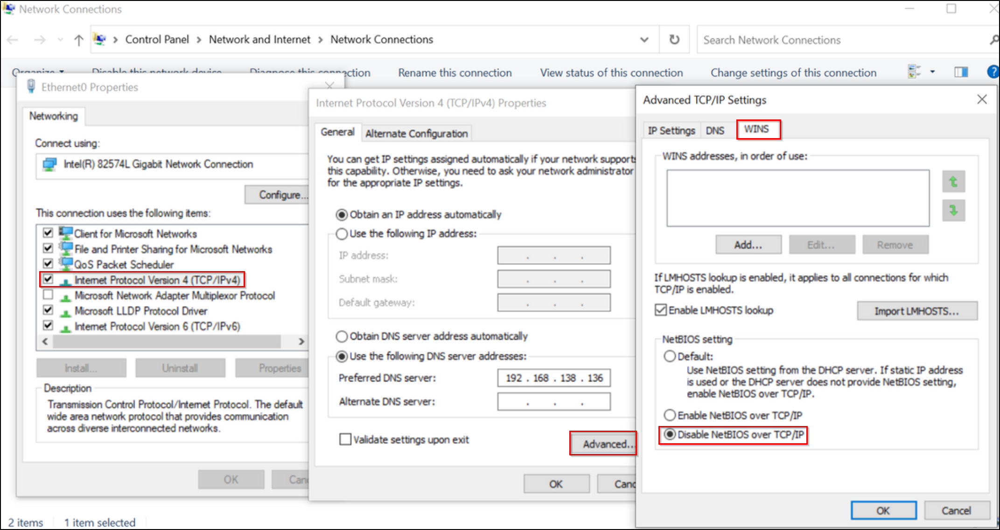 Network Connections
Control Panel > Network and Internet > Network Connections
Search Network Connections
Organize
Disable this network device
Diagnose this connection
Rename this connection
View status of this connection
Change settings of this connection
Ethernet0 Properties
Networking
Connect using:
Intel(R) 82574L Gigabit Network Connection
Configure...
This connection uses the following items:
Client for Microsoft Networks
File and Printer Sharing for Microsoft Networks
QoS Packet Scheduler
Internet Protocol Version 4 (TCP/IPv4)
Microsoft Network Adapter Multiplexor Protocol
Microsoft LLDP Protocol Driver
Internet Protocol Version 6 (TCP/IPv6)
Install...
Uninstall
Properties
Description
Transmission Control Protocol/Internet Protocol. The default
wide area network protocol that provides communication
across diverse interconnected networks.
OK
Canc
Internet Protocol Version 4 (TCP/IPv4) Properties
General
Alternate Configuration
You can get IP settings assigned automatically if your network supports
this capability. Otherwise, you need to ask your network administrator
for the appropriate IP settings.
Obtain an IP address automatically
Use the following IP address:
IP address:
Subnet mask:
Default gateway:
Obtain DNS server address automatically
Use the following DNS server addresses:
Preferred DNS server:
192 . 168 . 138 . 136
Alternate DNS server:
Validate settings upon exit
Advanced...
OK
Canc
Advanced TCP/IP Settings
IP Settings
DNS
WINS
WINS addresses, in order of use:
Add...
Edit...
Remove
If LMHOSTS lookup is enabled, it applies to all connections for which
TCP/IP is enabled.
Enable LMHOSTS lookup
Import LMHOSTS...
NetBIOS setting
Default:
Use NetBIOS setting from the DHCP server. If static IP address
is used or the DHCP server does not provide NetBIOS setting,
enable NetBIOS over TCP/IP.
Enable NetBIOS over TCP/IP
Disable NetBIOS over TCP/IP
OK
Cancel
2 items
1 item selected